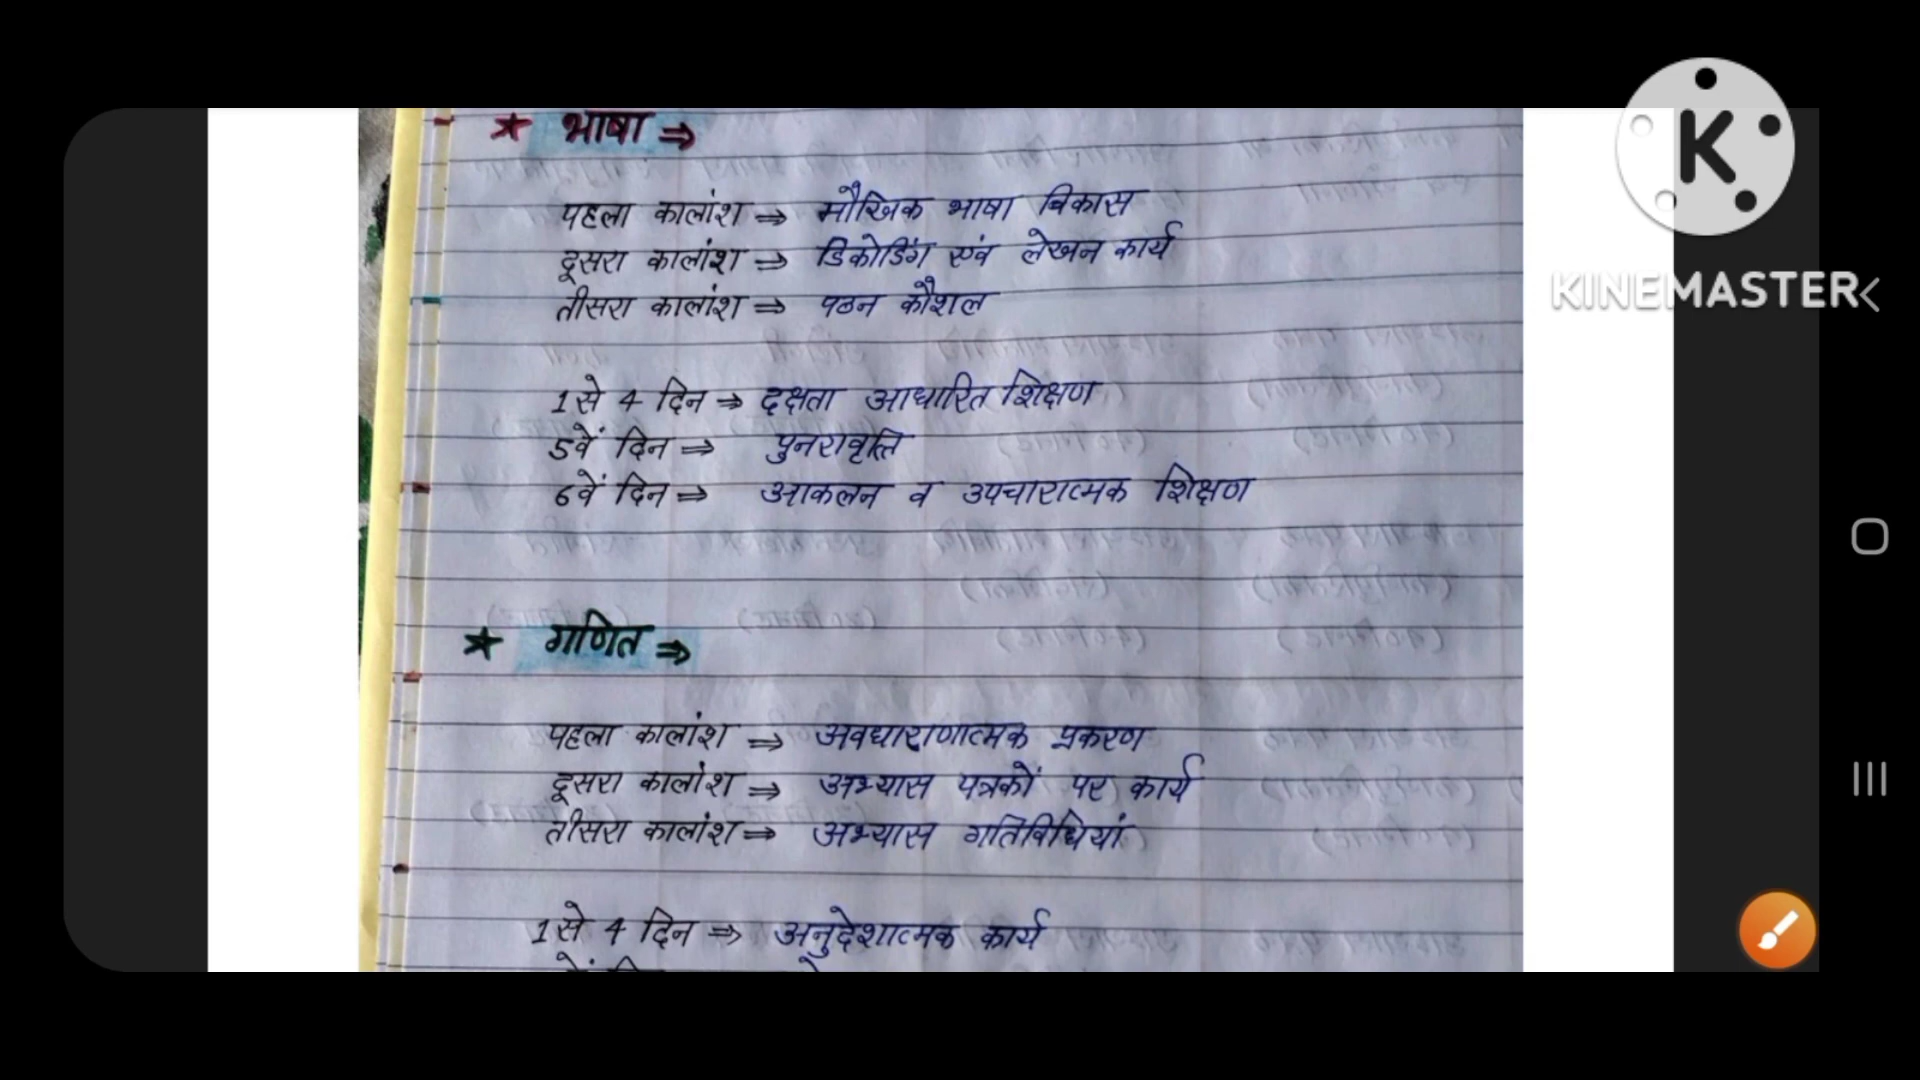 ★ भाषा ⇒
पहला कालांश ⇒ मौखिक भाषा विकास
दूसरा कालांश ⇒ डिकोडिंग एवं लेखन कार्य
तीसरा कालांश ⇒ पठन कौशल
1 से 4 दिन ⇒ दक्षता आधारित शिक्षण
5वें दिन ⇒ पुनरावृत्ति
6वें दिन ⇒ आकलन व उपचारात्मक शिक्षण
★ गणित ⇒
पहला कालांश ⇒ अवधाराणात्मक प्रकरण
दूसरा कालांश ⇒ अभ्यास पत्रकों पर कार्य
तीसरा कालांश ⇒ अभ्यास गतिविधियां
1 से 4 दिन ⇒ अनुदेशात्मक कार्य
K
KINEMASTER